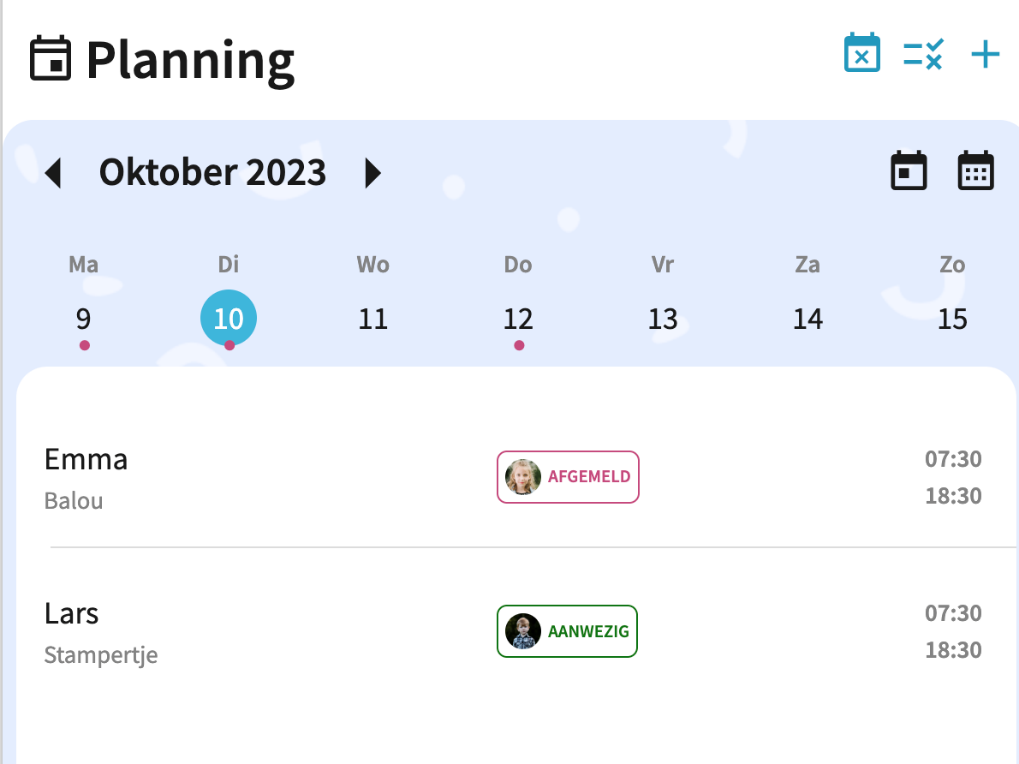 Planning
Oktober 2023
Ma Di Wo Do Vr Za Zo
9 10 11 12 13 14 15
Emma
Balou
AFGEMELD
07:30
18:30
Lars
Stampertje
AANWEZIG
07:30
18:30